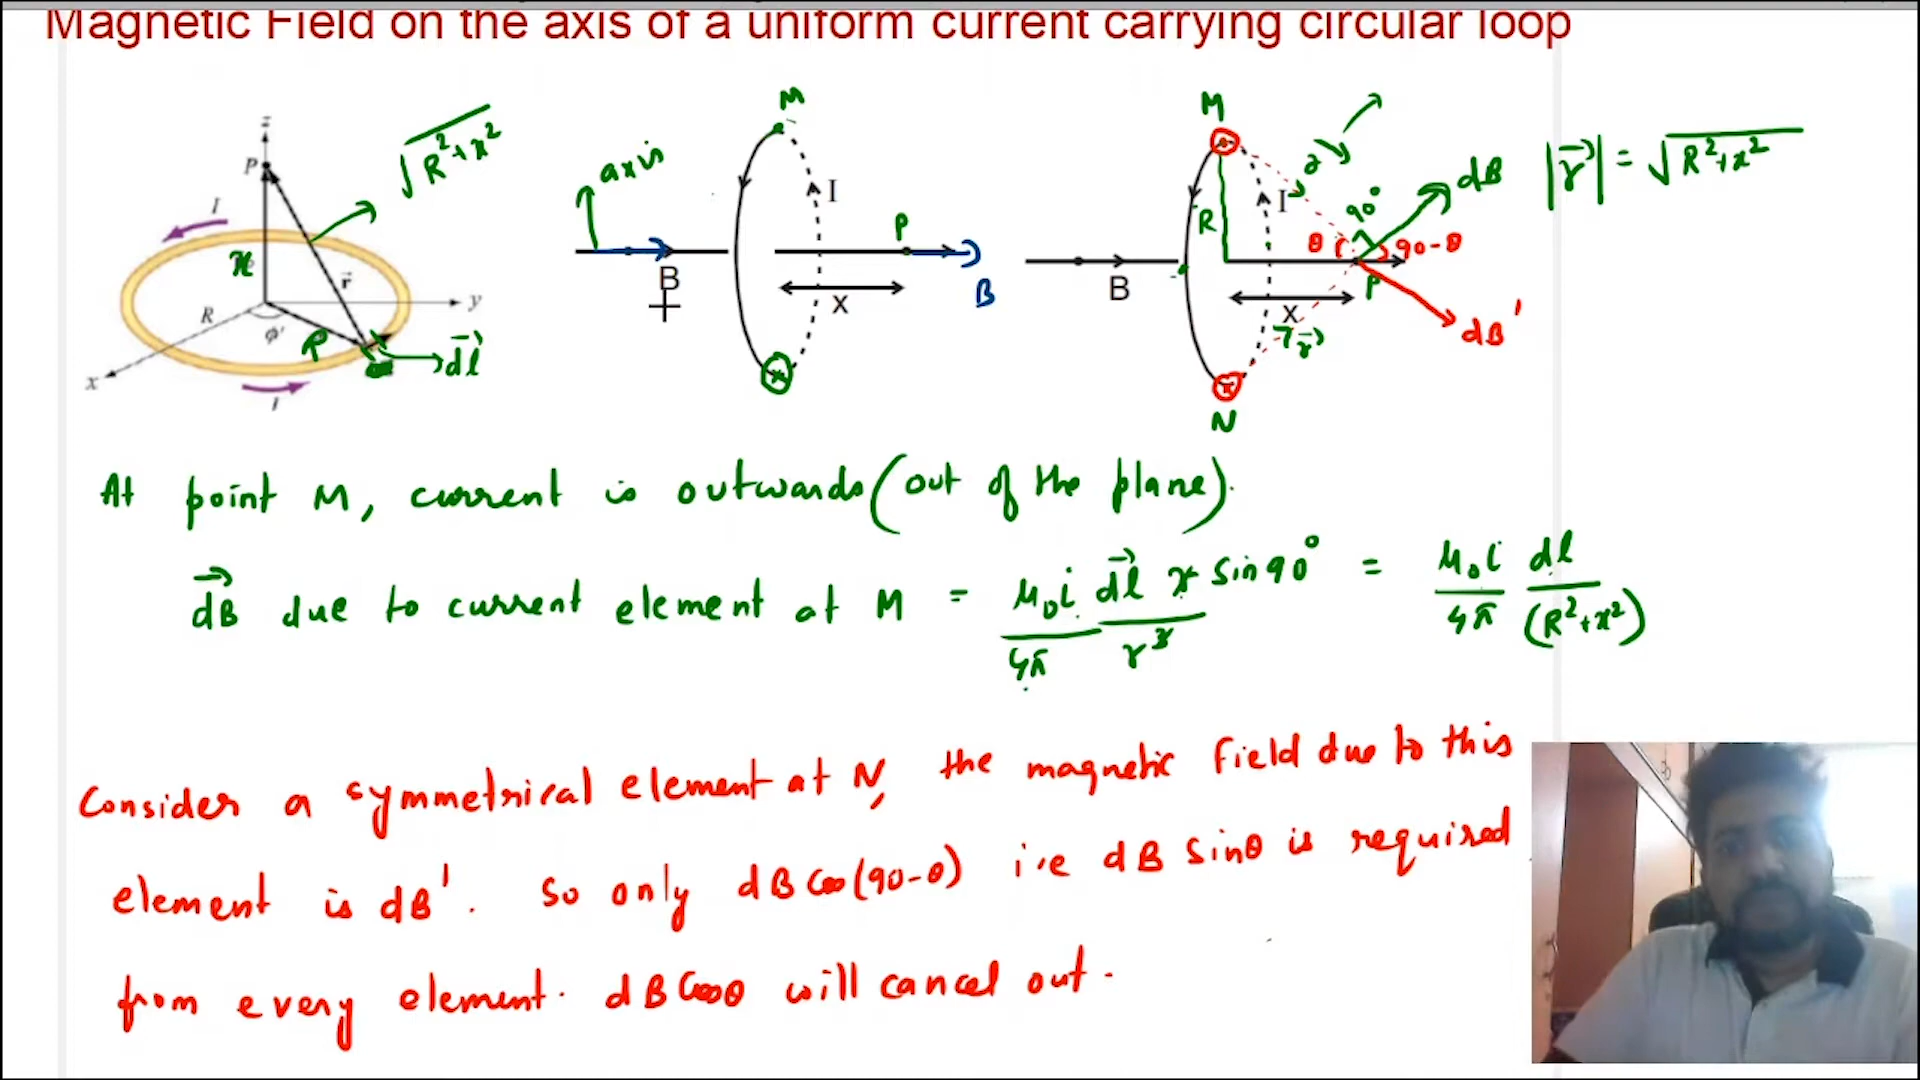 Magnetic Field on the axis of a uniform current carrying circular loop
z
P
I
x
R
φ'
R
r⃗
y
x
I
d⃗l
√R²+x²
axis
B
M
I
P
x
B
B
M
R
I
r⃗
θ
90°
90-θ
dB
P
x
r⃗
dB'
N
|r⃗| = √R²+x²
At point M, current is outwards (out of the plane).
d⃗B due to current element at M = μ₀i/4π d⃗l r sin90°/r³ = μ₀i/4π dl/(R²+x²)
Consider a symmetrical element at N, the magnetic field due to this
element is dB'. So only dB cos(90-θ) i.e dB sinθ is required
from every element. dB cosθ will cancel out.